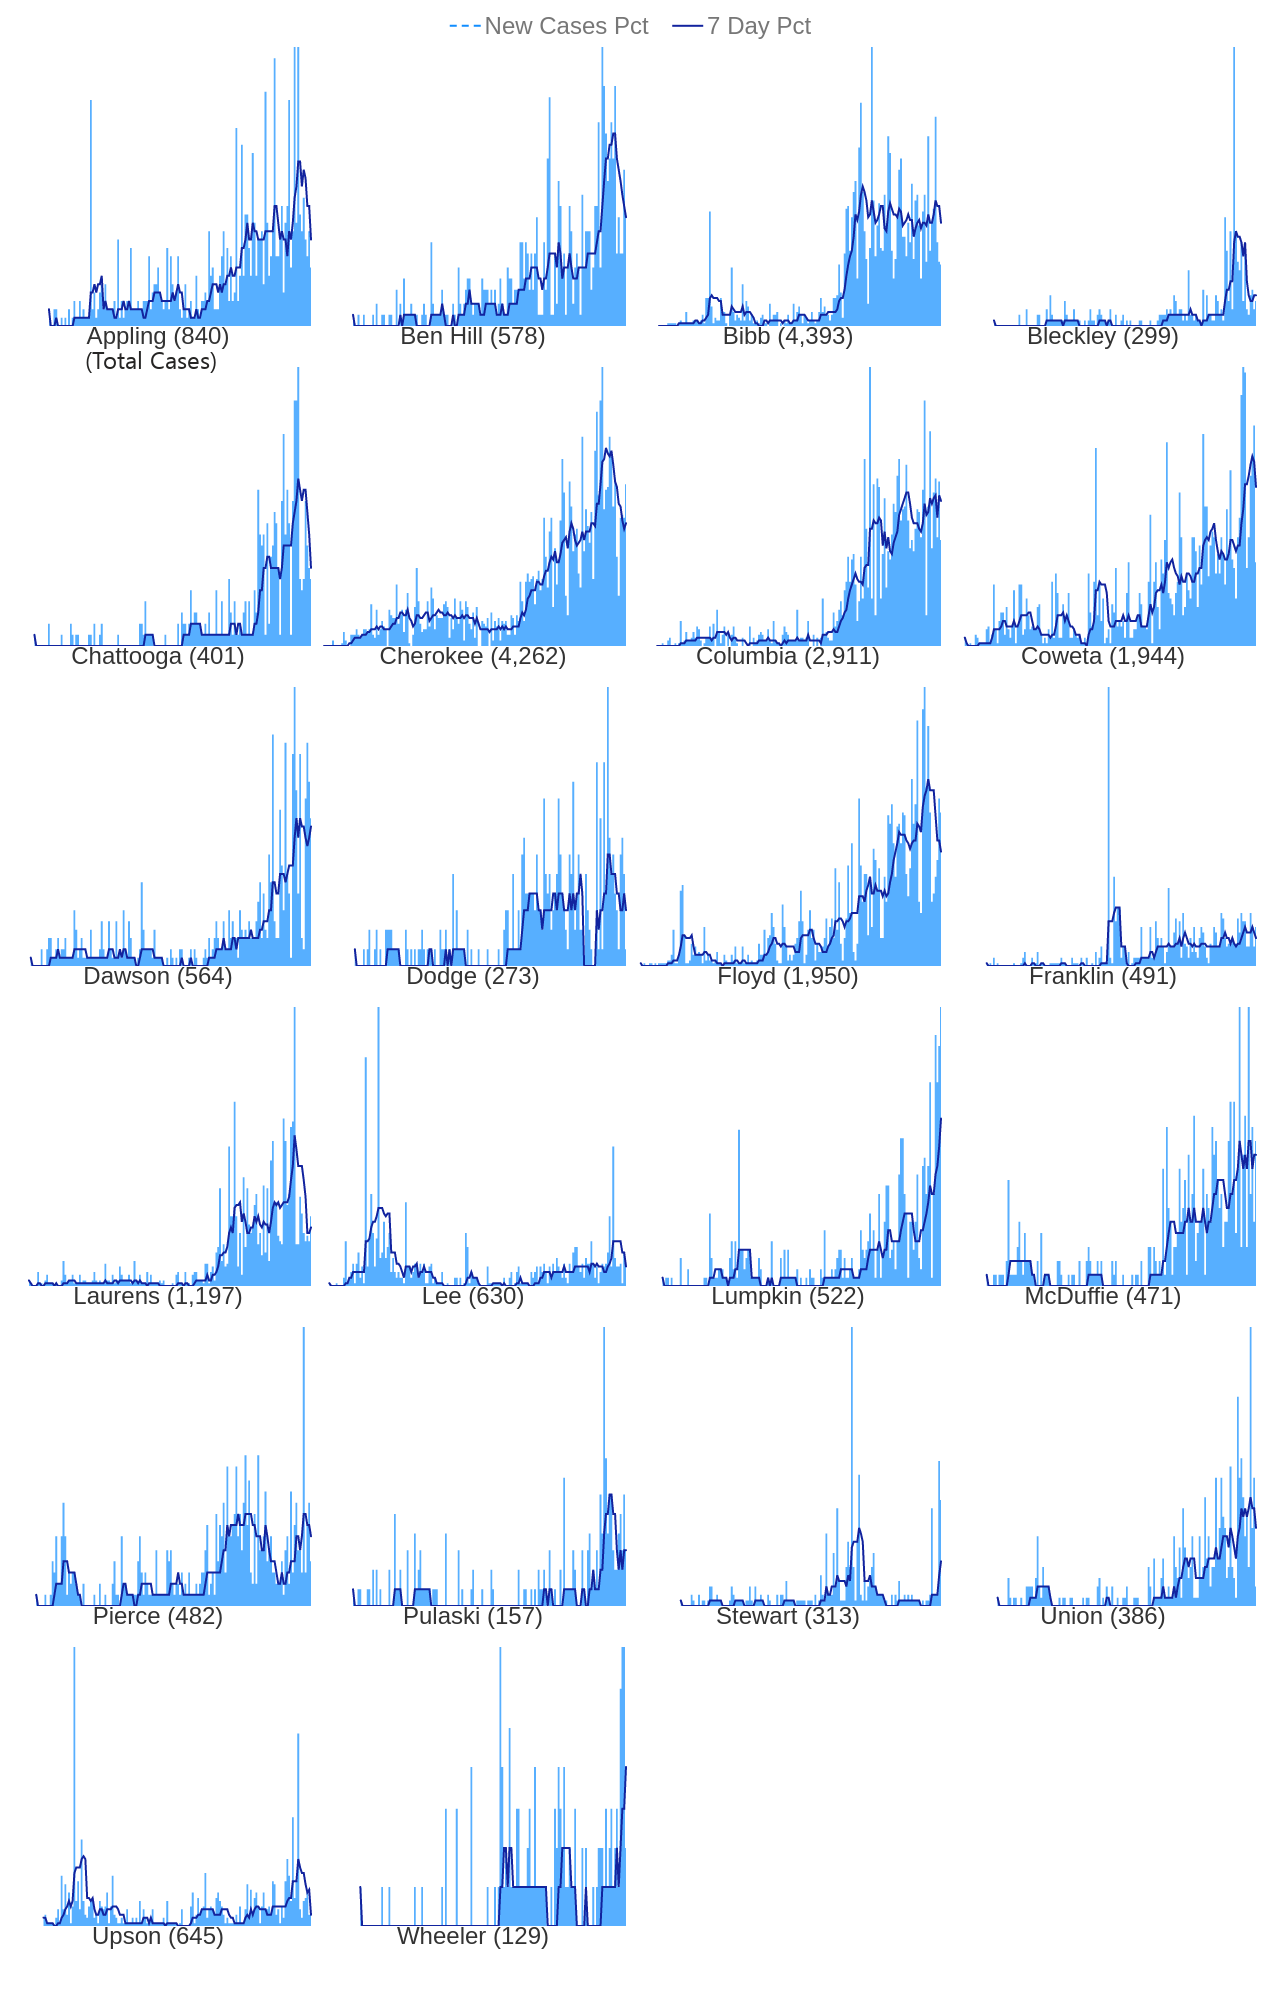 New Cases Pct 7 Day Pct
Appling (840) Ben Hill (578) Bibb (4,393) Bleckley (299)
(Total Cases)
Chattooga (401) Cherokee (4,262) Columbia (2,911) Coweta (1,944)
Dawson (564) Dodge (273) Floyd (1,950) Franklin (491)
Laurens (1,197) Lee (630) Lumpkin (522) McDuffie (471)
Pierce (482) Pulaski (157) Stewart (313) Union (386)
Upson (645) Wheeler (129)